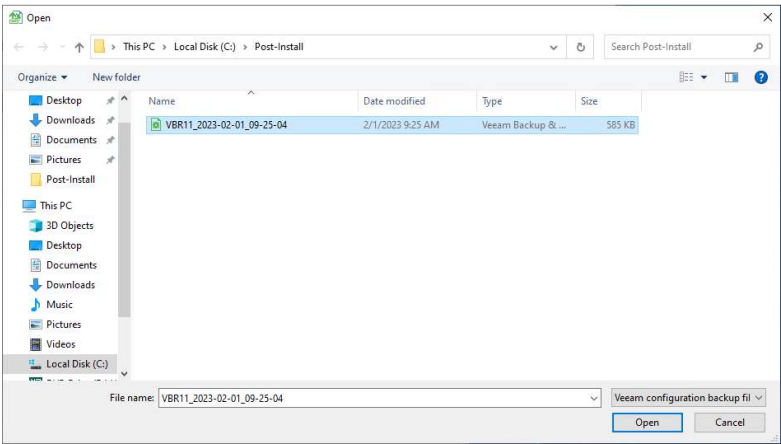 Open
This PC > Local Disk (C:) > Post-Install
Search Post-Install
Organize
New folder
Desktop
Downloads
Documents
Pictures
Post-Install
This PC
3D Objects
Desktop
Documents
Downloads
Music
Pictures
Videos
Local Disk (C:)
Name Date modified Type Size
VBR11_2023-02-01_09-25-04 2/1/2023 9:25 AM Veeam Backup & ... 585 KB
File name: VBR11_2023-02-01_09-25-04
Veeam configuration backup fil
Open Cancel